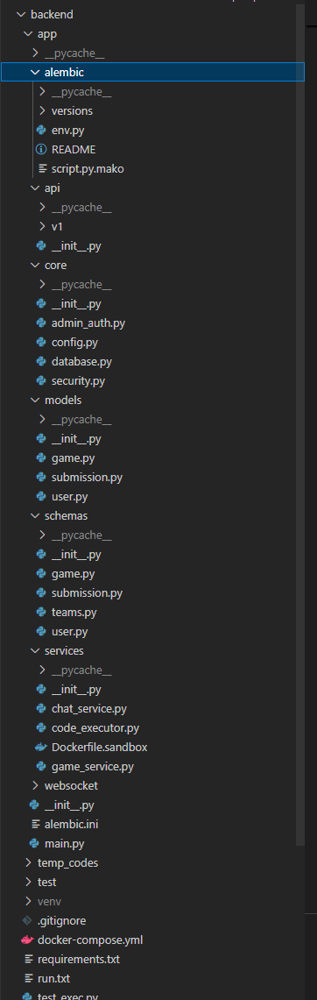 backend
app
__pycache__
alembic
__pycache__
versions
env.py
README
script.py.mako
api
__pycache__
v1
__init__.py
core
__pycache__
__init__.py
admin_auth.py
config.py
database.py
security.py
models
__pycache__
__init__.py
game.py
submission.py
user.py
schemas
__pycache__
__init__.py
game.py
submission.py
teams.py
user.py
services
__pycache__
__init__.py
chat_service.py
code_executor.py
Dockerfile.sandbox
game_service.py
websocket
__init__.py
alembic.ini
main.py
temp_codes
test
venv
.gitignore
docker-compose.yml
requirements.txt
run.txt
test_exec.py